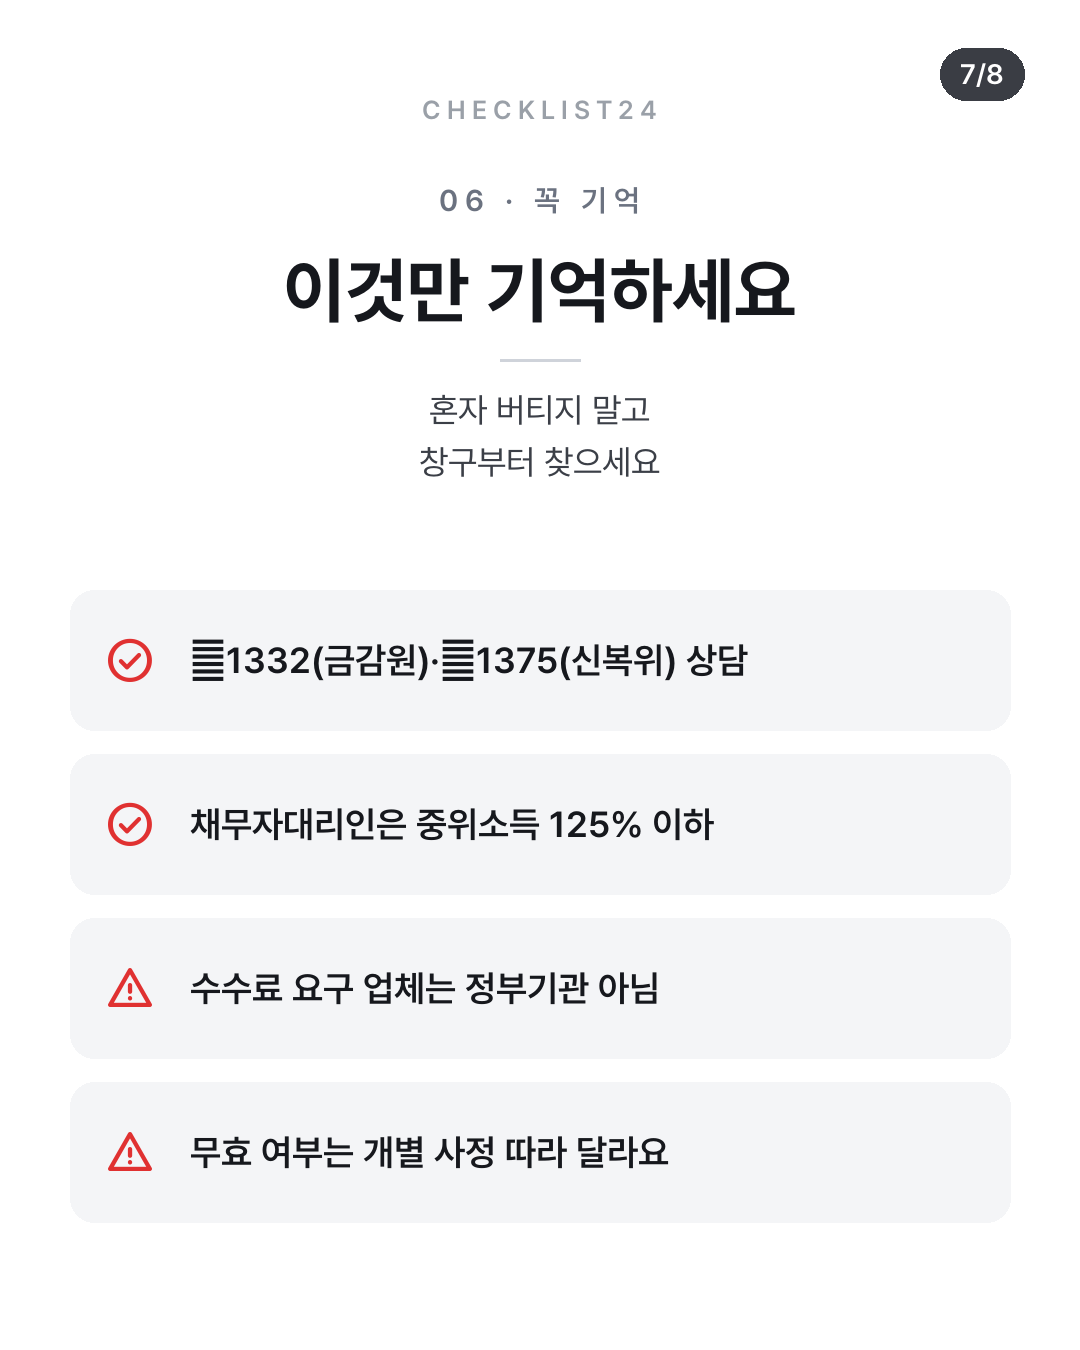 7/8
CHECKLIST24
06 · 꼭 기억
이것만 기억하세요
혼자 버티지 말고
창구부터 찾으세요
1332(금감원)·1375(신복위) 상담
채무자대리인은 중위소득 125% 이하
수수료 요구 업체는 정부기관 아님
무효 여부는 개별 사정 따라 달라요